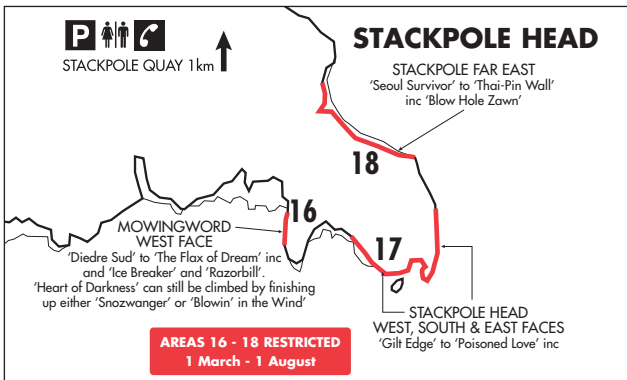 P
STACKPOLE QUAY 1km
STACKPOLE HEAD
STACKPOLE FAR EAST
'Seoul Survivor' to 'Thai-Pin Wall'
inc 'Blow Hole Zawn'
18
16
MOWINGWORD
WEST FACE
'Diedre Sud' to 'The Flax of Dream' inc
and 'Ice Breaker' and 'Razorbill'.
'Heart of Darkness' can still be climbed by finishing
up either 'Snozwanger' or 'Blowin' in the Wind'
17
STACKPOLE HEAD
WEST, SOUTH & EAST FACES
'Gilt Edge' to 'Poisoned Love' inc
AREAS 16 - 18 RESTRICTED
1 March - 1 August